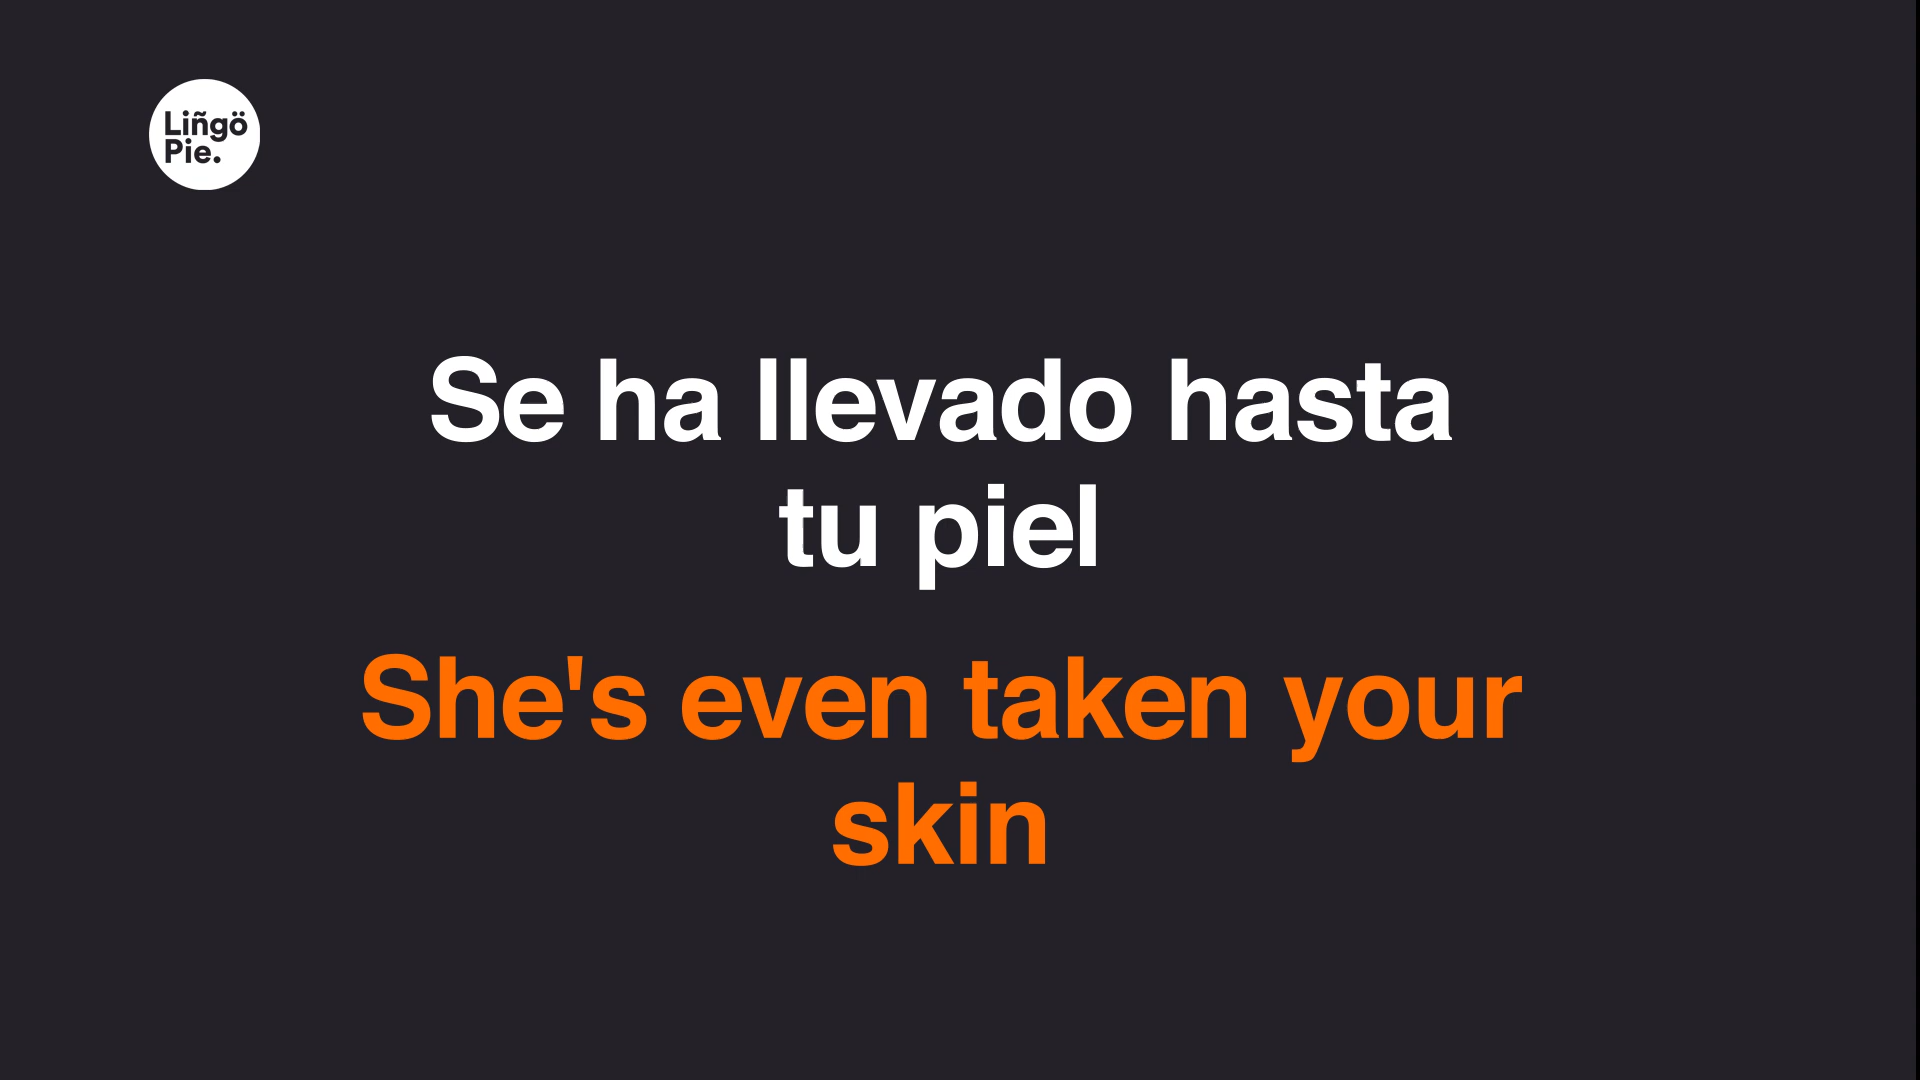 Liñgö
Pie.
Se ha llevado hasta
tu piel
She's even taken your
skin